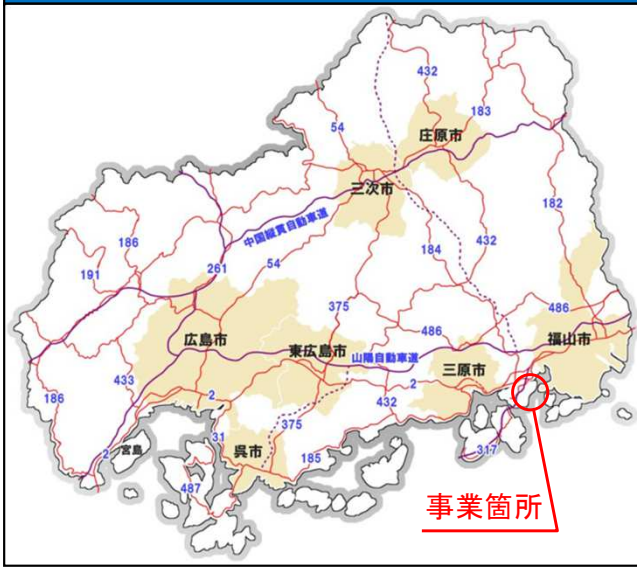 432
183
54
庄原市
三次市
182
中国縦貫自動車道
186
184
432
191
261
54
375
486
486
広島市
東広島市
山陽自動車道
福山市
三原市
186
433
2
2
432
375
31
185
呉市
宮島
2
317
487
事業箇所